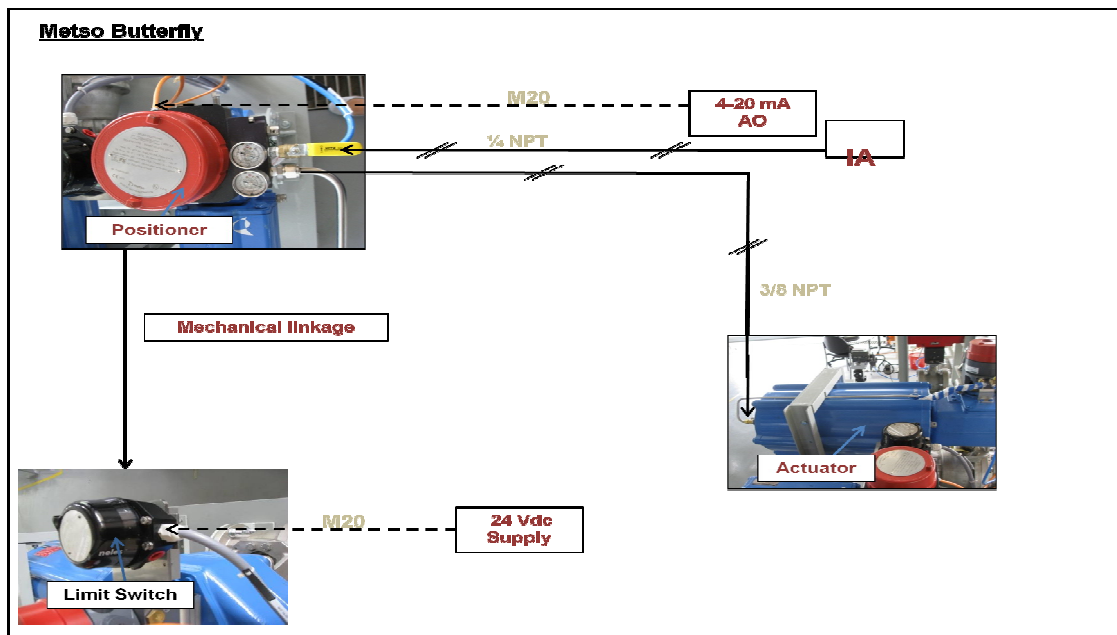 Metso Butterfly
M20
4-20 mA
AO
¼ NPT
IA
Positioner
3/8 NPT
Mechanical linkage
Actuator
M20
24 Vdc
Supply
neles
Limit Switch